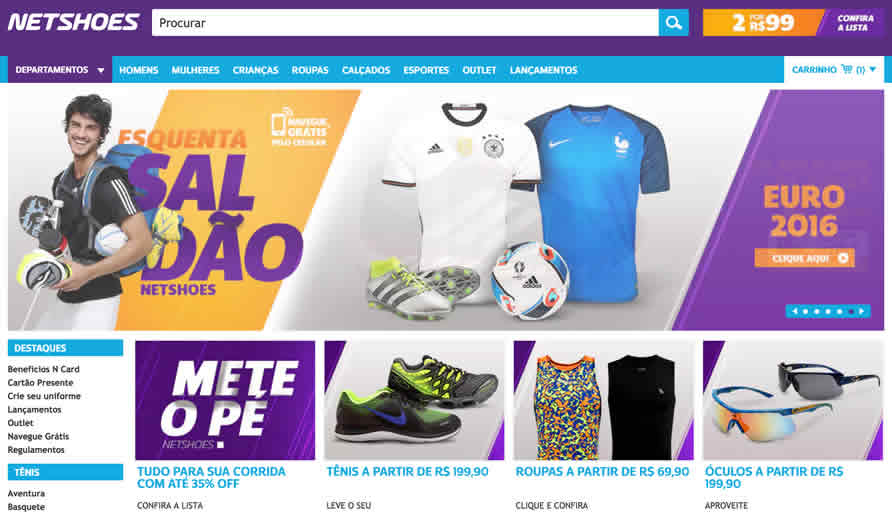 NETSHOES
Procurar
2 POR R$99
CONFIRA
A LISTA
DEPARTAMENTOS
HOMENS
MULHERES
CRIANÇAS
ROUPAS
CALÇADOS
ESPORTES
OUTLET
LANÇAMENTOS
CARRINHO (1)
ESQUENTA
SAL
DÃO
NETSHOES
NAVEGUE
GRÁTIS
PELO CELULAR
adidas
EURO
2016
CLIQUE AQUI
DESTAQUES
Benefícios N Card
Cartão Presente
Crie seu uniforme
Lançamentos
Outlet
Navegue Grátis
Regulamentos
TÊNIS
Aventura
Basquete
METE
O PÉ
NETSHOES
TUDO PARA SUA CORRIDA
COM ATÉ 35% OFF
CONFIRA A LISTA
TÊNIS A PARTIR DE R$ 199,90
LEVE O SEU
ROUPAS A PARTIR DE R$ 69,90
CLIQUE E CONFIRA
ÓCULOS A PARTIR DE R$
199,90
APROVEITE